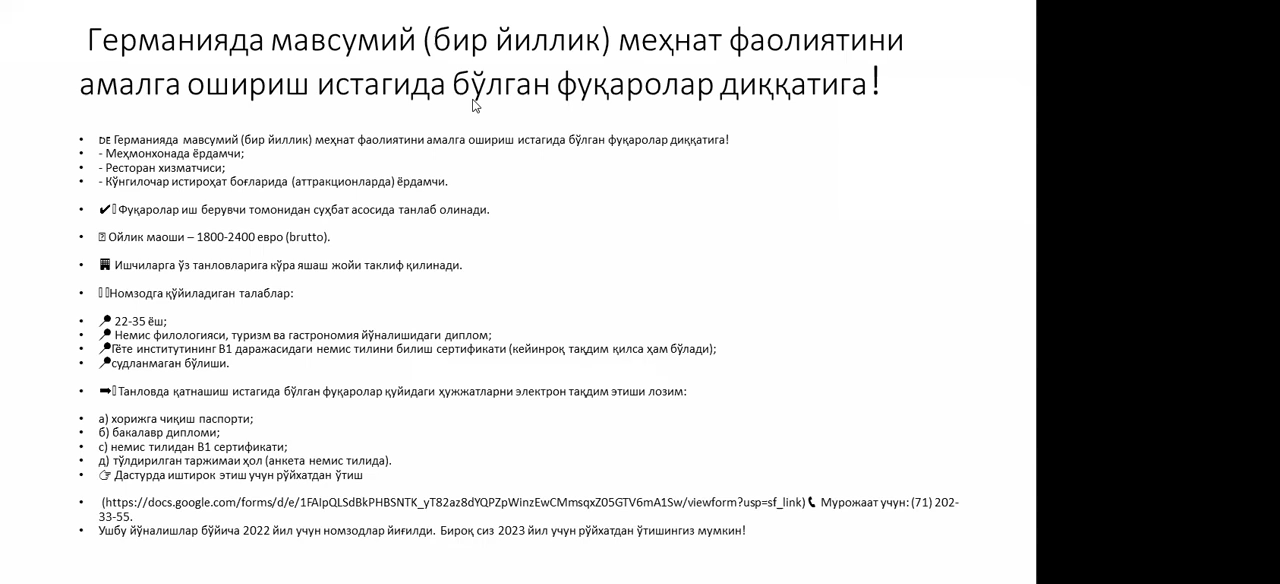 Германияда мавсумий (бир йиллик) меҳнат фаолиятини
амалга ошириш истагида бўлган фуқаролар диққатига!
• DE Германияда мавсумий (бир йиллик) меҳнат фаолиятини амалга ошириш истагида бўлган фуқаролар диққатига!
• - Меҳмонхонада ёрдамчи;
• - Ресторан хизматчиси;
• - Кўнгилочар истироҳат боғларида (аттракционларда) ёрдамчи.
• ✔ Фуқаролар иш берувчи томонидан суҳбат асосида танлаб олинади.
• Ойлик маоши – 1800-2400 евро (brutto).
• 🏢 Ишчиларга ўз танловларига кўра яшаш жойи таклиф қилинади.
• Номзодга қўйиладиган талаблар:
• 📍 22-35 ёш;
• 📍 Немис филологияси, туризм ва гастрономия йўналишидаги диплом;
• 📍Гёте институтининг B1 даражасидаги немис тилини билиш сертификати (кейинроқ тақдим қилса ҳам бўлади);
• 📍судланмаган бўлиши.
• ➡ Танловда қатнашиш истагида бўлган фуқаролар қуйидаги ҳужжатларни электрон тақдим этиши лозим:
• а) хорижга чиқиш паспорти;
• б) бакалавр дипломи;
• с) немис тилидан B1 сертификати;
• д) тўлдирилган таржимаи ҳол (анкета немис тилида).
• 👉 Дастурда иштирок этиш учун рўйхатдан ўтиш
• (https://docs.google.com/forms/d/e/1FAIpQLSdBkPHBSNTK_yT82az8dYQPZpWinzEwCMmsqxZ05GTV6mA1Sw/viewform?usp=sf_link) 📞 Мурожаат учун: (71) 202-
33-55.
• Ушбу йўналишлар бўйича 2022 йил учун номзодлар йиғилди. Бироқ сиз 2023 йил учун рўйхатдан ўтишингиз мумкин!